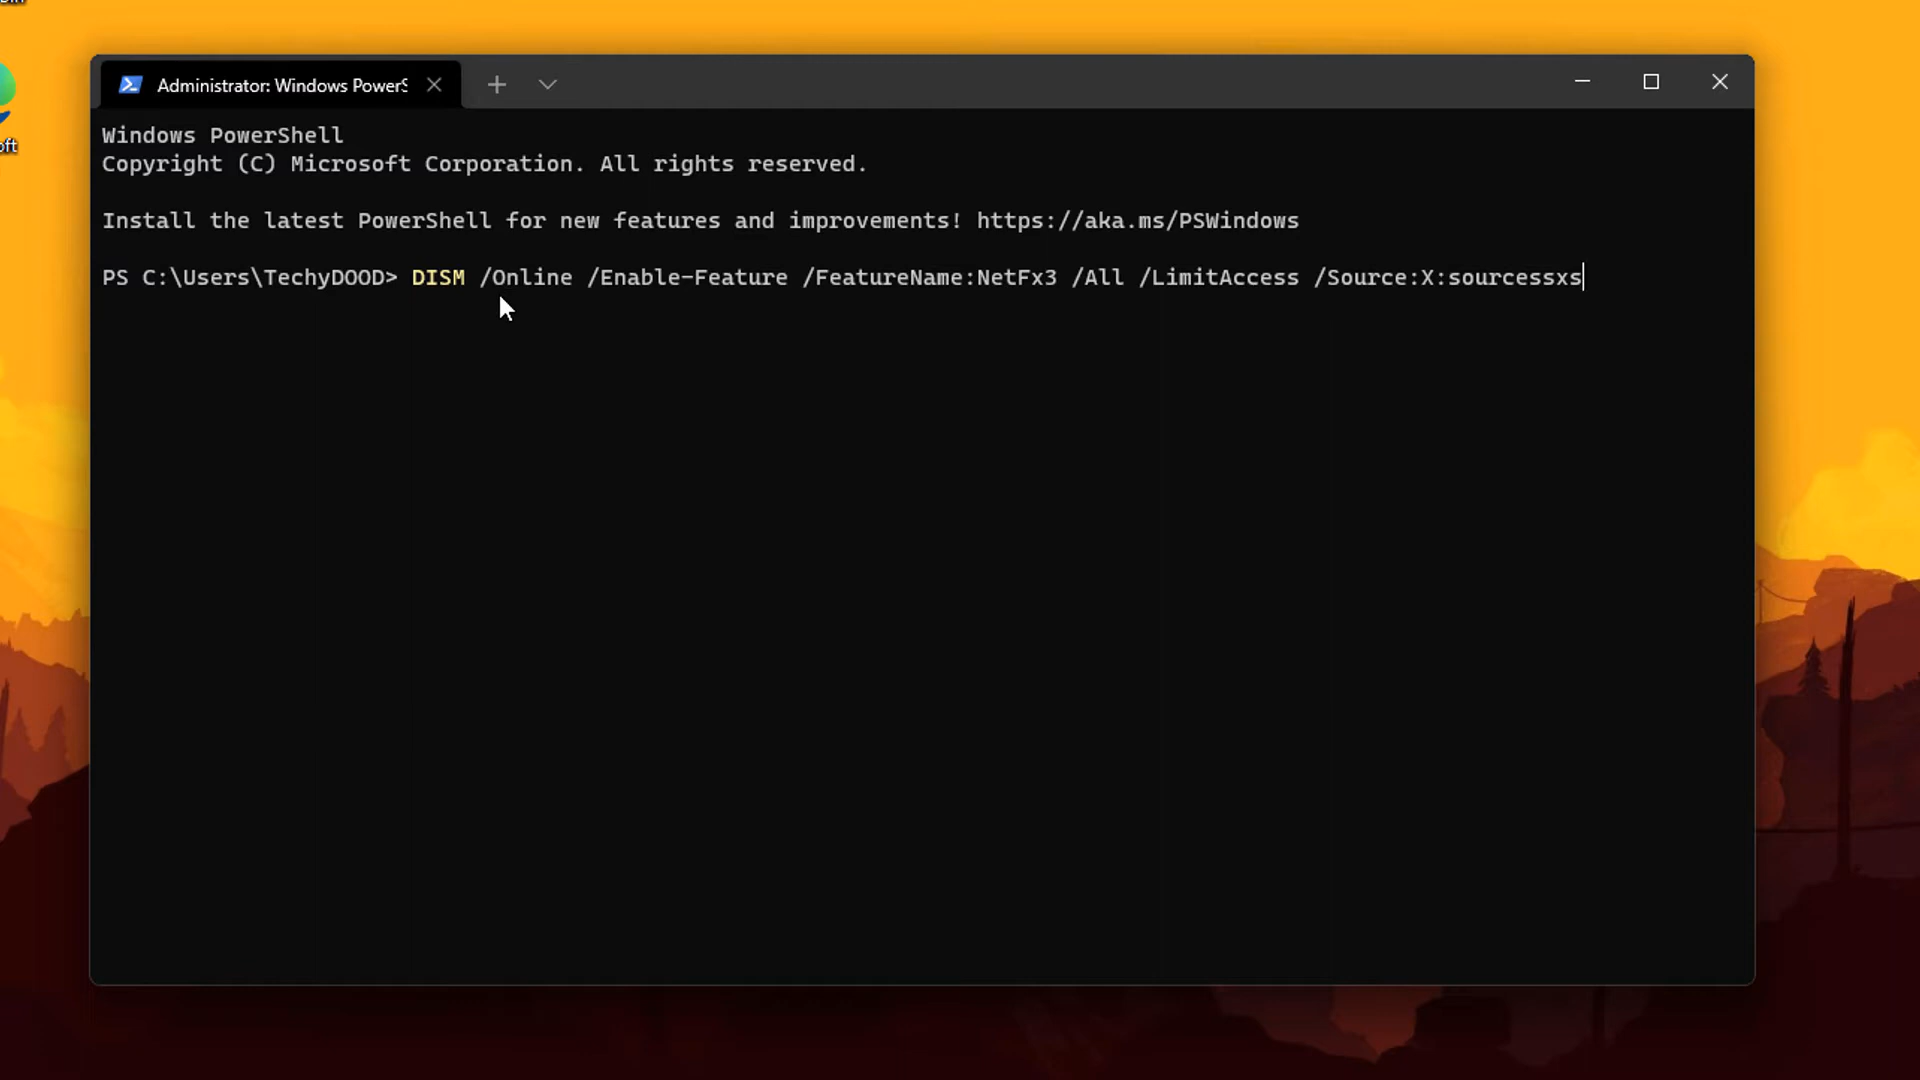 oft
Administrator: Windows PowerS
Windows PowerShell
Copyright (C) Microsoft Corporation. All rights reserved.
Install the latest PowerShell for new features and improvements! https://aka.ms/PSWindows
PS C:\Users\TechyDOOD> DISM /Online /Enable-Feature /FeatureName:NetFx3 /All /LimitAccess /Source:X:sourcessxs